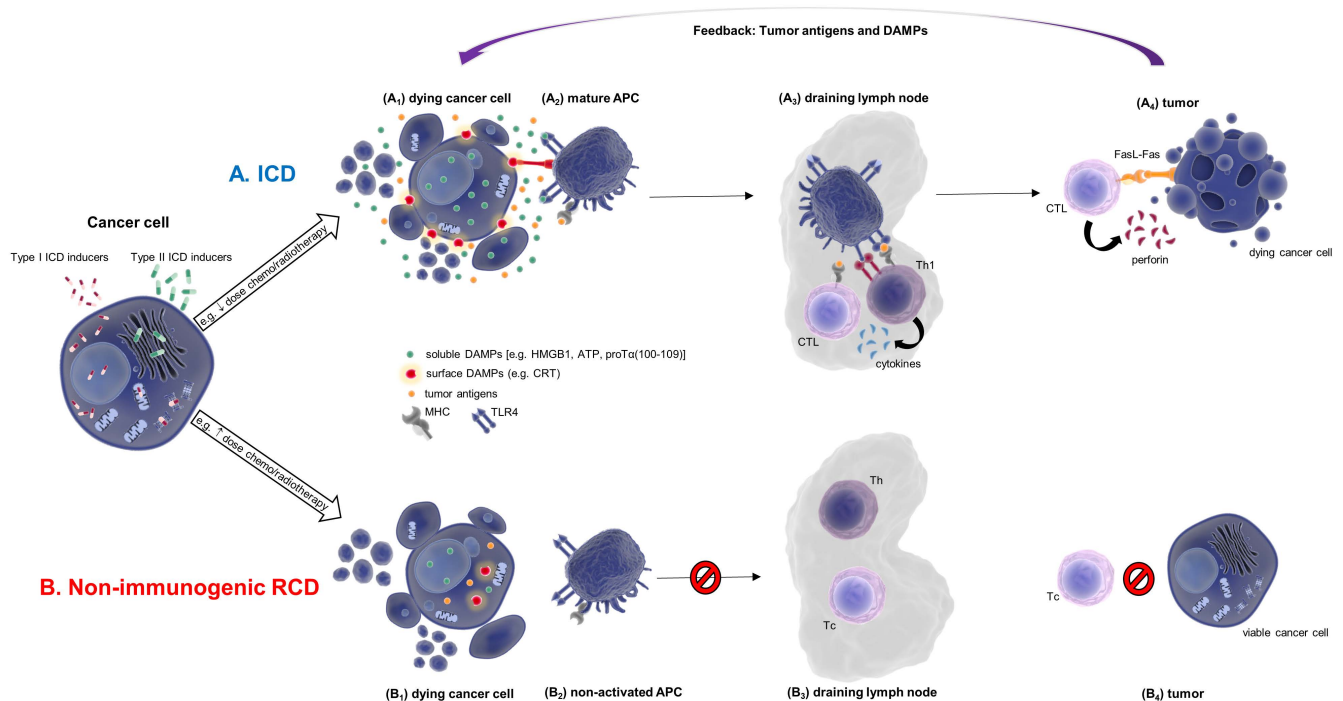 Feedback: Tumor antigens and DAMPs
(A₁) dying cancer cell
(A₂) mature APC
(A₃) draining lymph node
(A₄) tumor
A. ICD
FasL-Fas
CTL
perforin
dying cancer cell
Cancer cell
Type I ICD inducers
Type II ICD inducers
e.g. ↓ dose chemo/radiotherapy
Th1
CTL
cytokines
soluble DAMPs [e.g. HMGB1, ATP, proTα(100-109)]
surface DAMPs (e.g. CRT)
tumor antigens
MHC
TLR4
e.g. ↑ dose chemo/radiotherapy
B. Non-immunogenic RCD
Th
Tc
Tc
viable cancer cell
(B₁) dying cancer cell
(B₂) non-activated APC
(B₃) draining lymph node
(B₄) tumor